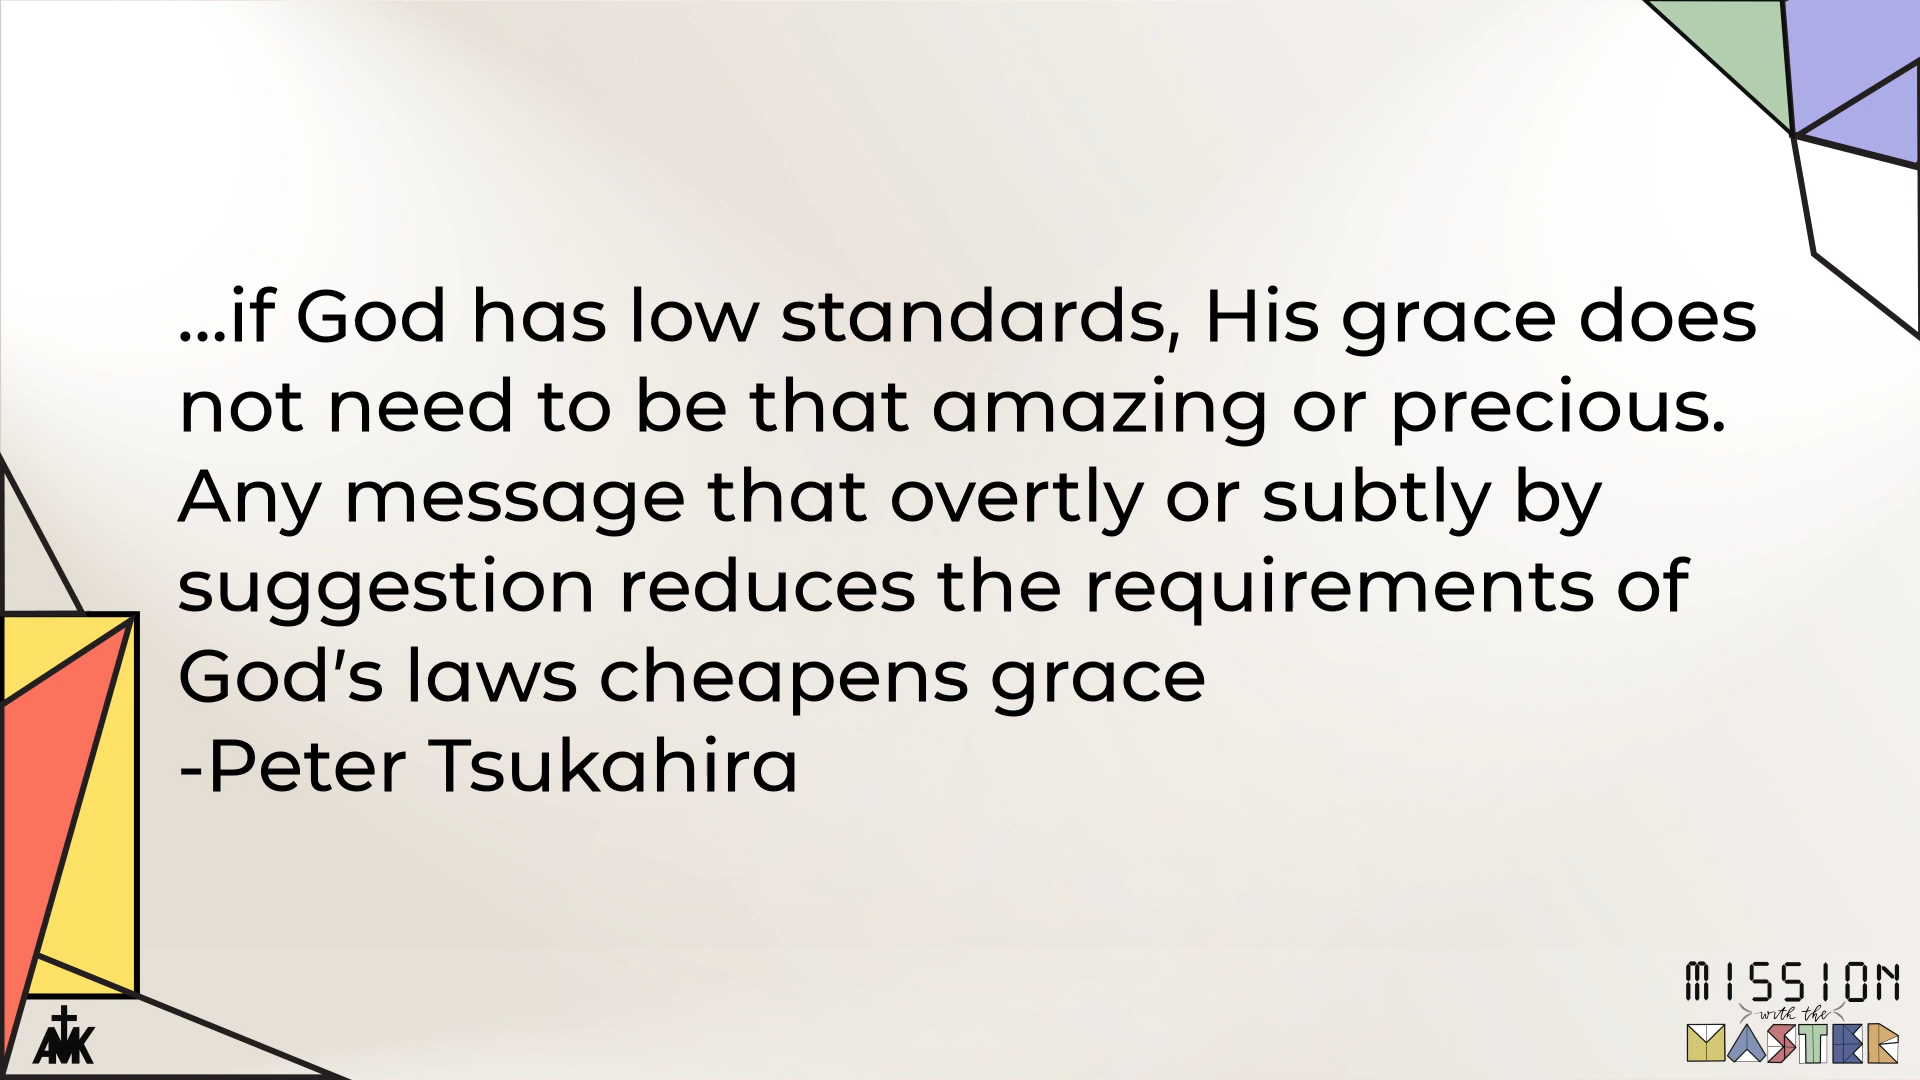 ...if God has low standards, His grace does
not need to be that amazing or precious.
Any message that overtly or subtly by
suggestion reduces the requirements of
God's laws cheapens grace
-Peter Tsukahira
AMK
MISSION
with the
MASTER